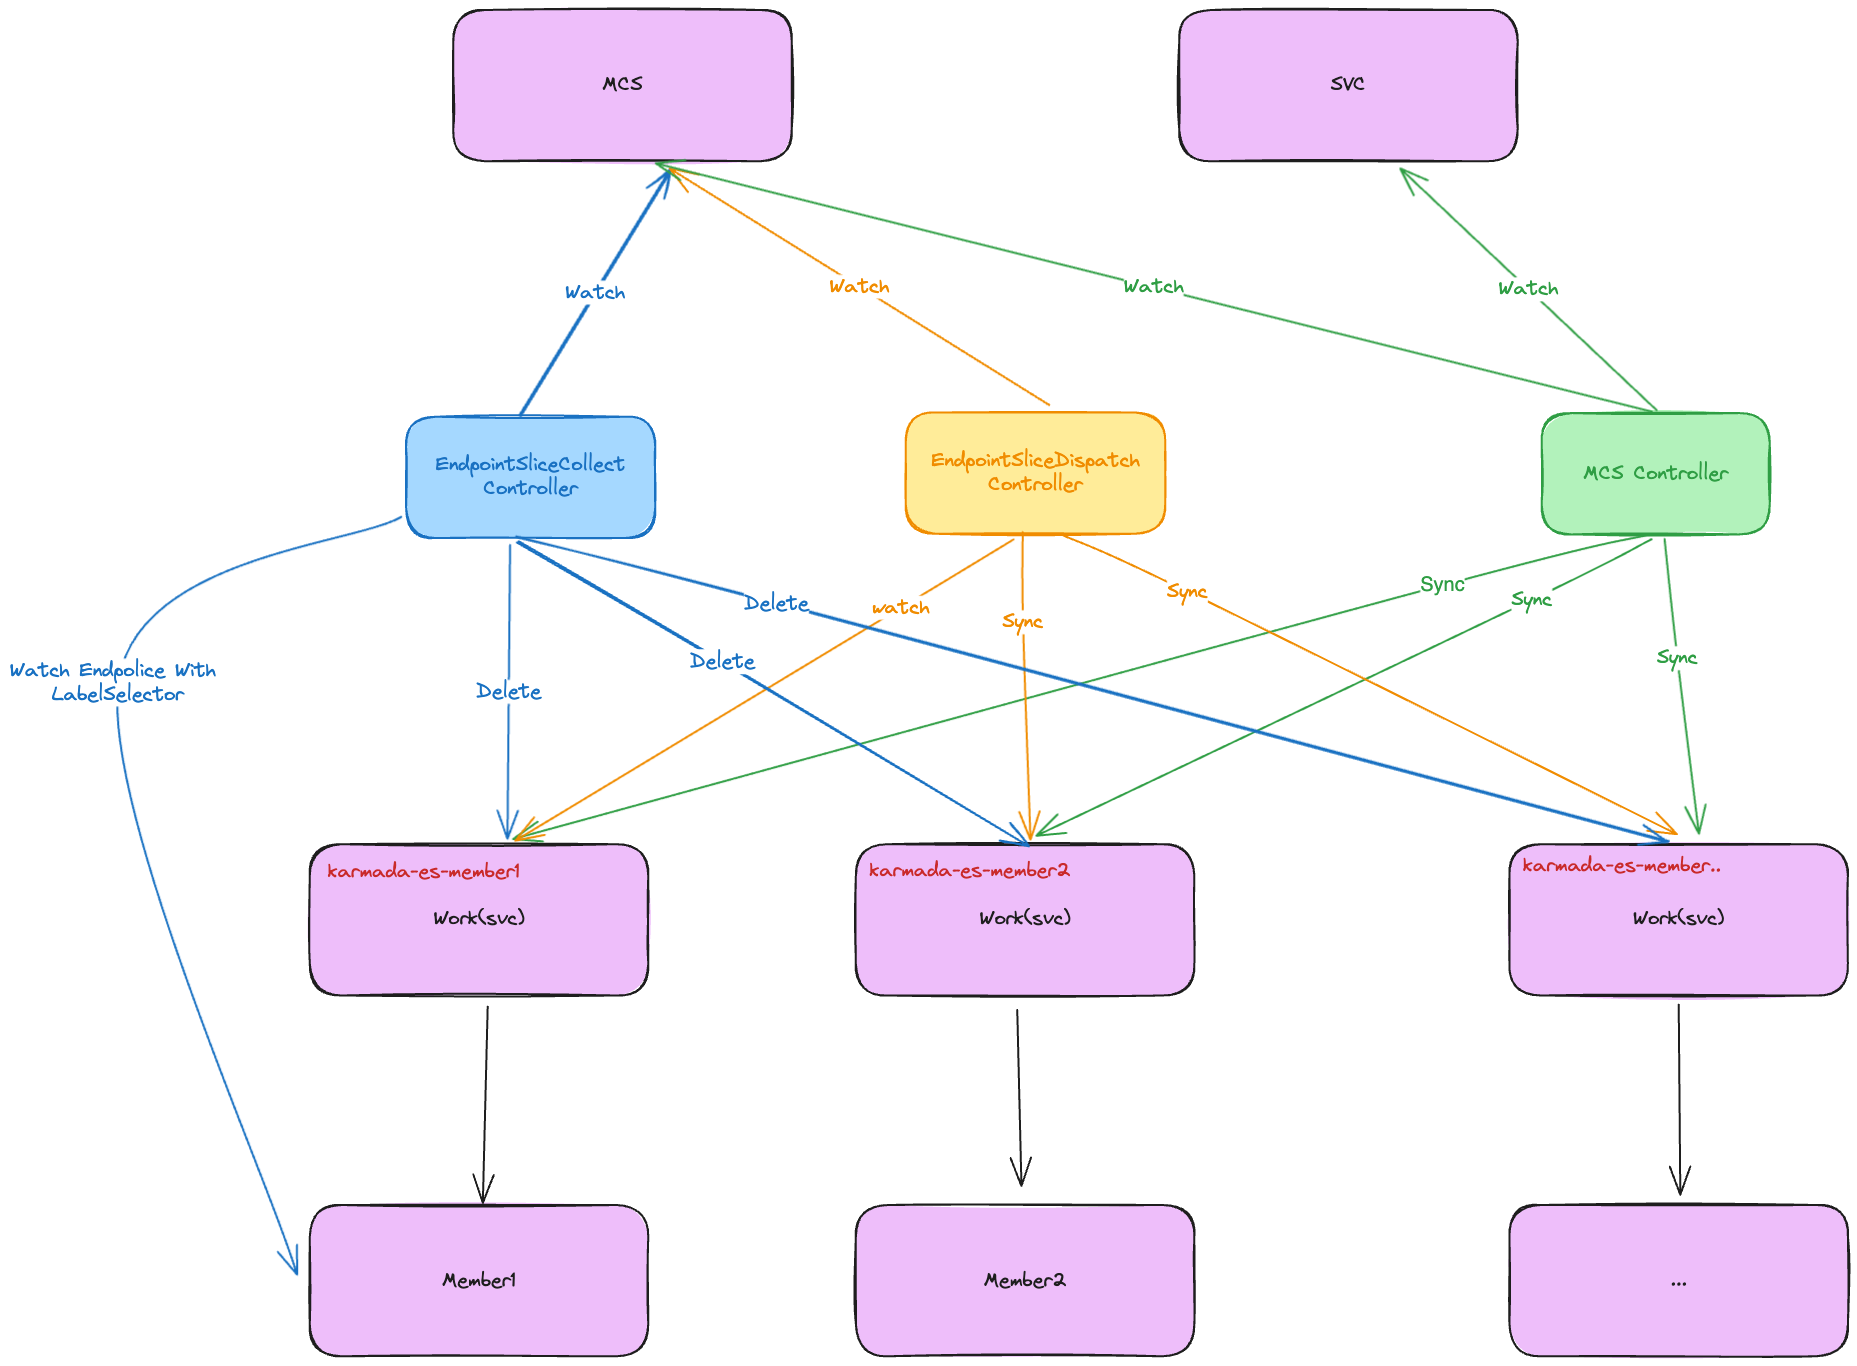 MCS
SVC
Watch
Watch
Watch
Watch
EndpointSliceCollect
Controller
EndpointSliceDispatch
Controller
MCS Controller
Sync
Sync
Sync
Delete
watch
Sync
Sync
Delete
Delete
Watch Endpolice With
LabelSelector
karmada-es-member1
Work(svc)
karmada-es-member2
Work(svc)
karmada-es-member..
Work(svc)
Member1
Member2
...